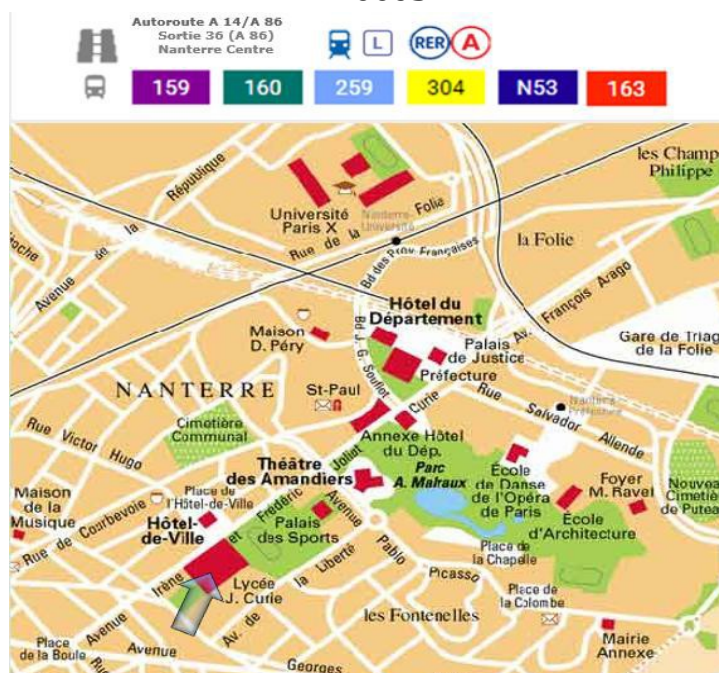 Autoroute A 14/A 86
Sortie 36 (A 86)
Nanterre Centre
L
RER A
159 160 259 304 N53 163
les Champ
Philippe
République
Avenue de la
Université
Paris X
Nanterre-
Université
Rue de la Folie
la Folie
Bd des Prov. Françaises
Hôtel du
Département
Av. François Arago
Maison
D. Péry
Bd J. G. Soufflot
Palais
de Justice
Préfecture
Gare de Triag
de la Folie
NANTERRE
St-Paul
Curie
Rue Salvador Allende
Nanterre
Préfecture
Rue Victor Hugo
Cimetière
Communal
Annexe Hôtel
du Dép.
Théâtre
des Amandiers
Parc
A. Malraux
École
de Danse
de l'Opéra
de Paris
Foyer
M. Ravel
Nouveau
Cimetiè
de Putea
Maison
de la
Musique
Place de
l'Hôtel-de-Ville
Rue de Courbevoie
Hôtel-
de-Ville
Irène et Frédéric Joliot
Palais
des Sports
Avenue Pablo Picasso
École
d'Architecture
Place de
la Chapelle
Lycée
J. Curie
Av. de la Liberté
Place de
la Colombe
les Fontenelles
Mairie
Annexe
Avenue
Place
de la Boule
Avenue
Georges
Rue